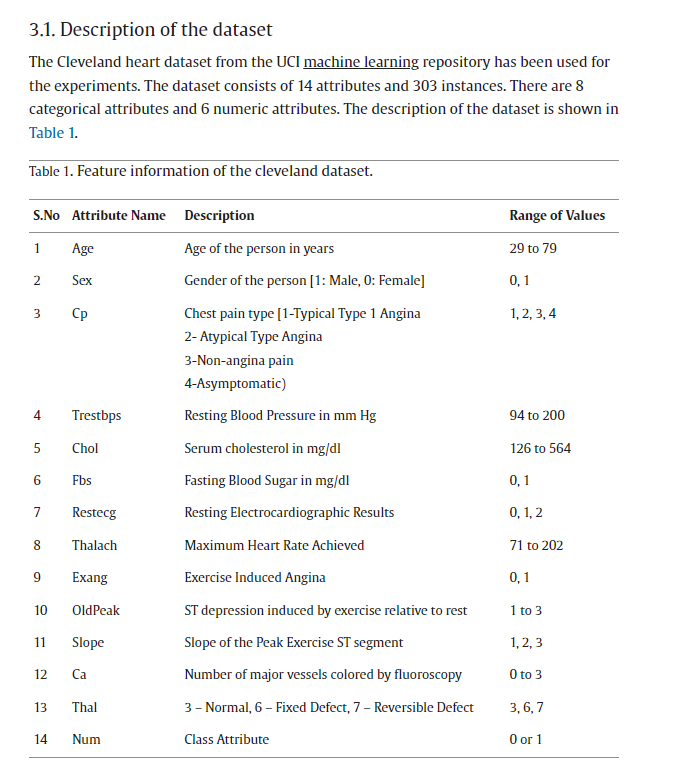 3.1. Description of the dataset
The Cleveland heart dataset from the UCI machine learning repository has been used for
the experiments. The dataset consists of 14 attributes and 303 instances. There are 8
categorical attributes and 6 numeric attributes. The description of the dataset is shown in
Table 1.
Table 1. Feature information of the cleveland dataset.
S.No Attribute Name Description Range of Values
1 Age Age of the person in years 29 to 79
2 Sex Gender of the person [1: Male, 0: Female] 0, 1
3 Cp Chest pain type [1-Typical Type 1 Angina 1, 2, 3, 4
2- Atypical Type Angina
3-Non-angina pain
4-Asymptomatic)
4 Trestbps Resting Blood Pressure in mm Hg 94 to 200
5 Chol Serum cholesterol in mg/dl 126 to 564
6 Fbs Fasting Blood Sugar in mg/dl 0, 1
7 Restecg Resting Electrocardiographic Results 0, 1, 2
8 Thalach Maximum Heart Rate Achieved 71 to 202
9 Exang Exercise Induced Angina 0, 1
10 OldPeak ST depression induced by exercise relative to rest 1 to 3
11 Slope Slope of the Peak Exercise ST segment 1, 2, 3
12 Ca Number of major vessels colored by fluoroscopy 0 to 3
13 Thal 3 – Normal, 6 – Fixed Defect, 7 – Reversible Defect 3, 6, 7
14 Num Class Attribute 0 or 1